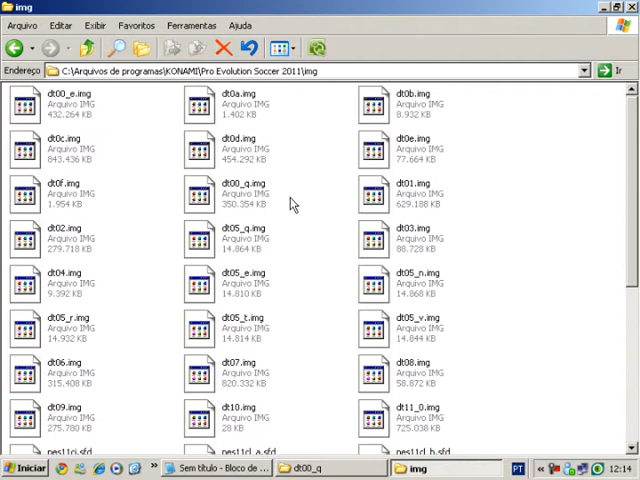 img
Arquivo Editar Exibir Favoritos Ferramentas Ajuda
Endereço C:\Arquivos de programas\KONAMI\Pro Evolution Soccer 2011\img Ir
dt00_e.img
Arquivo IMG
432.264 KB
dt0a.img
Arquivo IMG
1.402 KB
dt0b.img
Arquivo IMG
8.932 KB
dt0c.img
Arquivo IMG
843.436 KB
dt0d.img
Arquivo IMG
454.292 KB
dt0e.img
Arquivo IMG
77.664 KB
dt0f.img
Arquivo IMG
1.954 KB
dt00_q.img
Arquivo IMG
350.354 KB
dt01.img
Arquivo IMG
629.188 KB
dt02.img
Arquivo IMG
279.718 KB
dt05_q.img
Arquivo IMG
14.864 KB
dt03.img
Arquivo IMG
88.728 KB
dt04.img
Arquivo IMG
9.392 KB
dt05_e.img
Arquivo IMG
14.810 KB
dt05_n.img
Arquivo IMG
14.868 KB
dt05_r.img
Arquivo IMG
14.932 KB
dt05_t.img
Arquivo IMG
14.814 KB
dt05_v.img
Arquivo IMG
14.844 KB
dt06.img
Arquivo IMG
315.408 KB
dt07.img
Arquivo IMG
820.332 KB
dt08.img
Arquivo IMG
58.872 KB
dt09.img
Arquivo IMG
275.780 KB
dt10.img
Arquivo IMG
28 KB
dt11_0.img
Arquivo IMG
725.038 KB
pes11ci.sfd
pes11cl_a.sfd
pes11cl_b.sfd
Iniciar » Sem título - Bloco de ... dt00_q img PT « 12:14